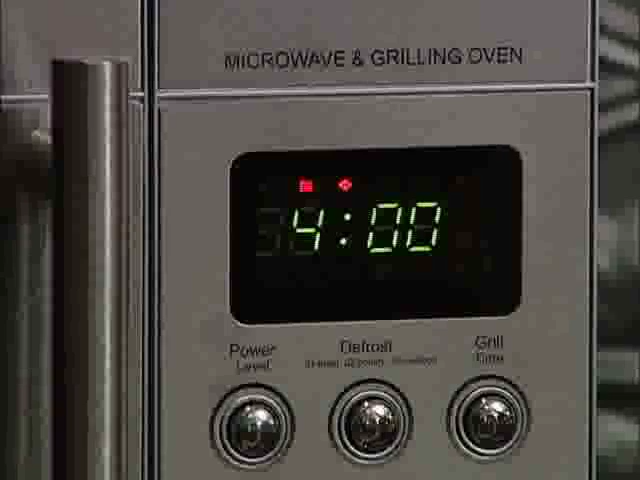 MICROWAVE & GRILLING OVEN
4:00
Power Level
Defrost
Grill Time